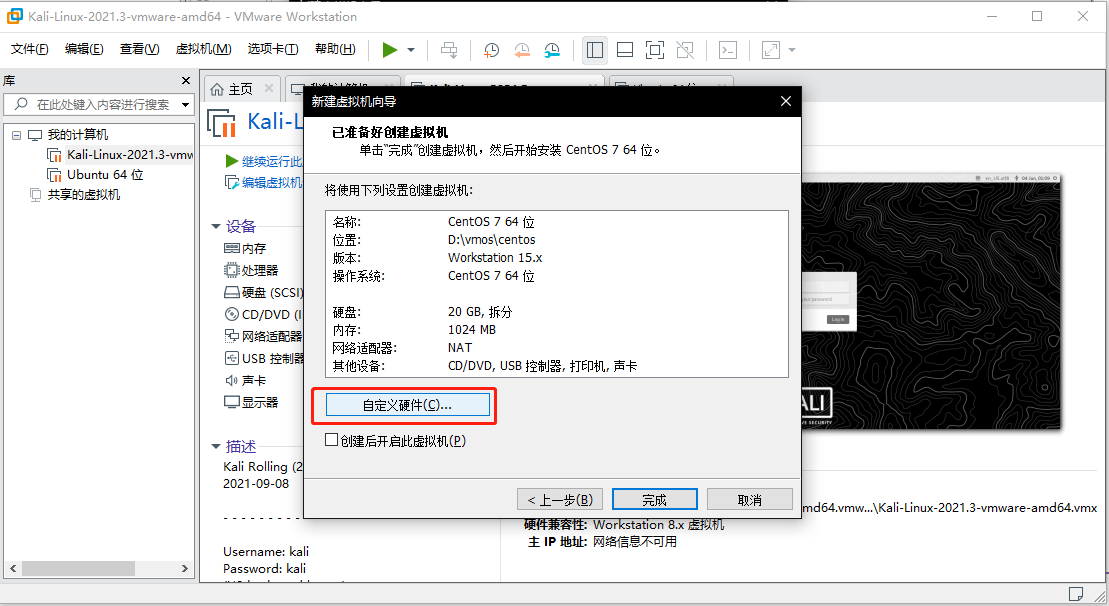 Kali-Linux-2021.3-vmware-amd64 - VMware Workstation
文件(F) 编辑(E) 查看(V) 虚拟机(M) 选项卡(T) 帮助(H)
库
在此处键入内容进行搜索
我的计算机
Kali-Linux-2021.3-vmw
Ubuntu 64 位
共享的虚拟机
主页
Kali-L
继续运行此
编辑虚拟机
设备
内存
处理器
硬盘 (SCSI)
CD/DVD (I
网络适配器
USB 控制器
声卡
显示器
描述
Kali Rolling (2
2021-09-08
- - - - - - - - -
Username: kali
Password: kali
新建虚拟机向导
已准备好创建虚拟机
单击“完成”创建虚拟机，然后开始安装 CentOS 7 64 位。
将使用下列设置创建虚拟机:
名称: CentOS 7 64 位
位置: D:\vmos\centos
版本: Workstation 15.x
操作系统: CentOS 7 64 位
硬盘: 20 GB, 拆分
内存: 1024 MB
网络适配器: NAT
其他设备: CD/DVD, USB 控制器, 打印机, 声卡
自定义硬件(C)...
创建后开启此虚拟机(P)
< 上一步(B) 完成 取消
md64.vmw...\Kali-Linux-2021.3-vmware-amd64.vmx
硬件兼容性: Workstation 8.x 虚拟机
主 IP 地址: 网络信息不可用